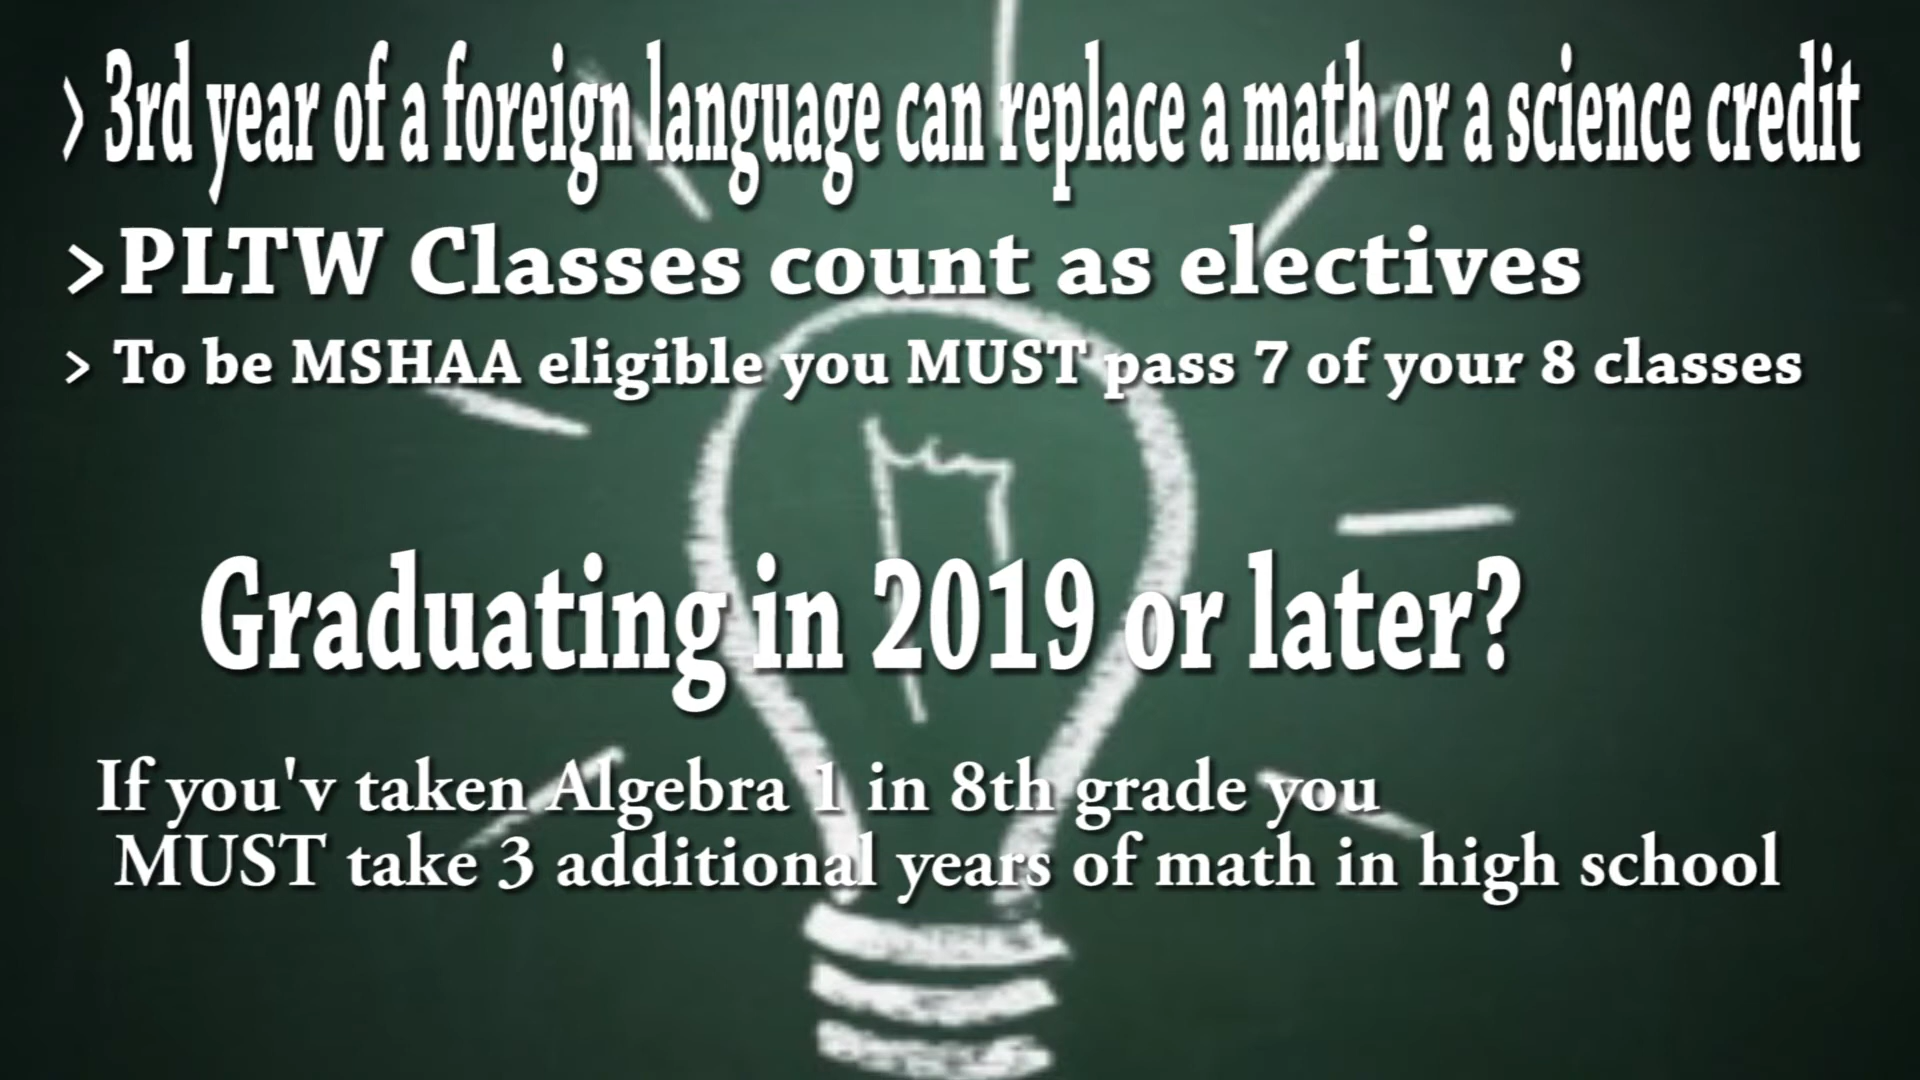 > 3rd year of a foreign language can replace a math or a science credit
> PLTW Classes count as electives
> To be MSHAA eligible you MUST pass 7 of your 8 classes
Graduating in 2019 or later?
If you'v taken Algebra 1 in 8th grade you
MUST take 3 additional years of math in high school